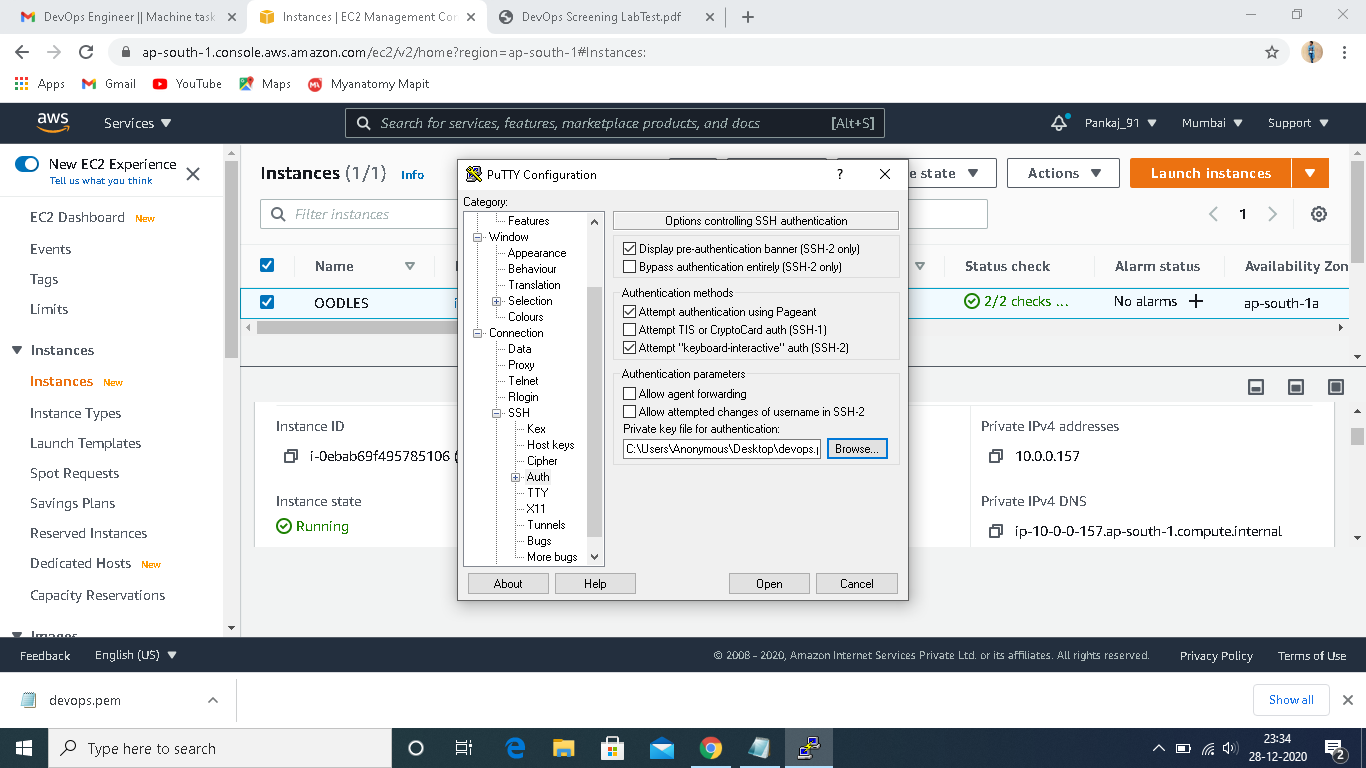 DevOps Engineer || Machine task
Instances | EC2 Management Co
DevOps Screening LabTest.pdf
ap-south-1.console.aws.amazon.com/ec2/v2/home?region=ap-south-1#Instances:
Apps Gmail YouTube Maps Myanatomy Mapit
aws Services Search for services, features, marketplace products, and docs [Alt+S] Pankaj_91 Mumbai Support
New EC2 Experience
Tell us what you think
EC2 Dashboard New
Events
Tags
Limits
Instances
Instances New
Instance Types
Launch Templates
Spot Requests
Savings Plans
Reserved Instances
Dedicated Hosts New
Capacity Reservations
Images
Instances (1/1) Info
e state Actions Launch instances
Filter instances
1
Name Status check Alarm status Availability Zon
OODLES 2/2 checks ... No alarms + ap-south-1a
Instance ID
i-0ebab69f495785106 (
Instance state
Running
Private IPv4 addresses
10.0.0.157
Private IPv4 DNS
ip-10-0-0-157.ap-south-1.compute.internal
PuTTY Configuration ?
Category:
Features
Window
Appearance
Behaviour
Translation
Selection
Colours
Connection
Data
Proxy
Telnet
Rlogin
SSH
Kex
Host keys
Cipher
Auth
TTY
X11
Tunnels
Bugs
More bugs
Options controlling SSH authentication
Display pre-authentication banner (SSH-2 only)
Bypass authentication entirely (SSH-2 only)
Authentication methods
Attempt authentication using Pageant
Attempt TIS or CryptoCard auth (SSH-1)
Attempt "keyboard-interactive" auth (SSH-2)
Authentication parameters
Allow agent forwarding
Allow attempted changes of username in SSH-2
Private key file for authentication:
C:\Users\Anonymous\Desktop\devops.p Browse...
About Help Open Cancel
Feedback English (US) © 2008 - 2020, Amazon Internet Services Private Ltd. or its affiliates. All rights reserved. Privacy Policy Terms of Use
devops.pem Show all
Type here to search
23:34
28-12-2020
2